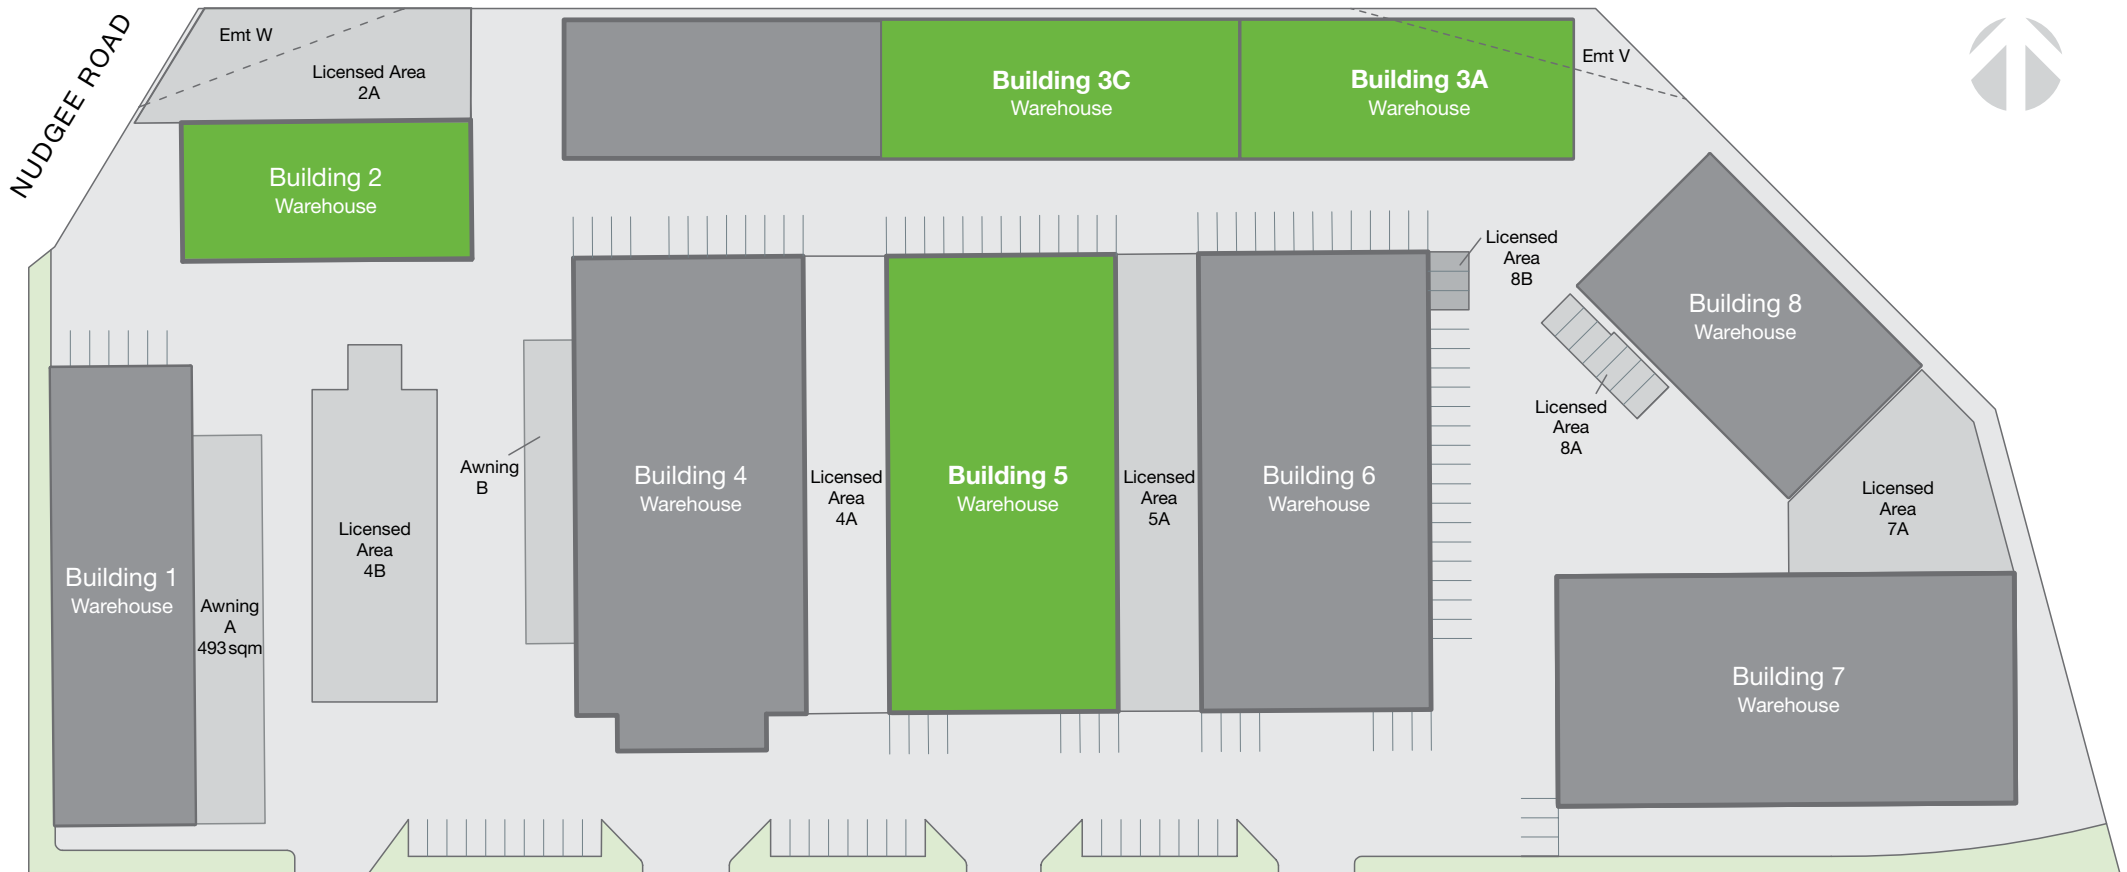 NUDGEE ROAD
Emt W
Licensed Area
2A
Building 2
Warehouse
Building 3C
Warehouse
Building 3A
Warehouse
Emt V
Licensed
Area
8B
Building 8
Warehouse
Licensed
Area
8A
Building 1
Warehouse
Awning
A
493 sqm
Licensed
Area
4B
Awning
B
Building 4
Warehouse
Licensed
Area
4A
Building 5
Warehouse
Licensed
Area
5A
Building 6
Warehouse
Licensed
Area
7A
Building 7
Warehouse